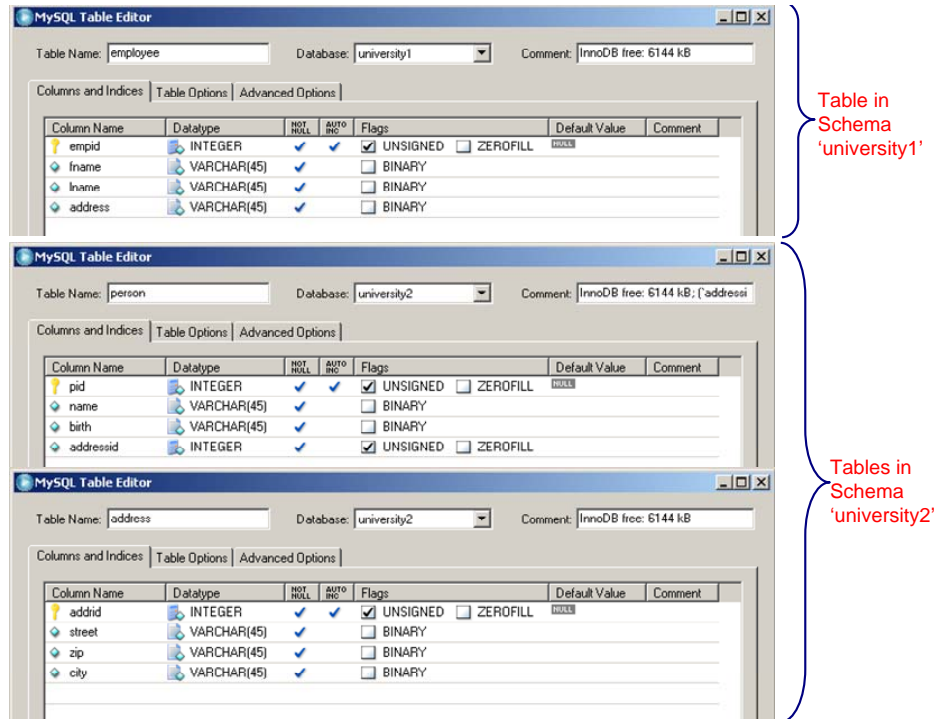 MySQL Table Editor
Table Name: employee Database: university1 Comment: InnoDB free: 6144 kB
Columns and Indices Table Options Advanced Options
Column Name Datatype NOT NULL AUTO INC Flags Default Value Comment
empid INTEGER UNSIGNED ZEROFILL NULL
fname VARCHAR(45) BINARY
lname VARCHAR(45) BINARY
address VARCHAR(45) BINARY
Table in
Schema
‘university1’
MySQL Table Editor
Table Name: person Database: university2 Comment: InnoDB free: 6144 kB; (`addressi
Columns and Indices Table Options Advanced Options
Column Name Datatype NOT NULL AUTO INC Flags Default Value Comment
pid INTEGER UNSIGNED ZEROFILL NULL
name VARCHAR(45) BINARY
birth VARCHAR(45) BINARY
addressid INTEGER UNSIGNED ZEROFILL
MySQL Table Editor
Table Name: address Database: university2 Comment: InnoDB free: 6144 kB
Columns and Indices Table Options Advanced Options
Column Name Datatype NOT NULL AUTO INC Flags Default Value Comment
addrid INTEGER UNSIGNED ZEROFILL NULL
street VARCHAR(45) BINARY
zip VARCHAR(45) BINARY
city VARCHAR(45) BINARY
Tables in
Schema
‘university2’